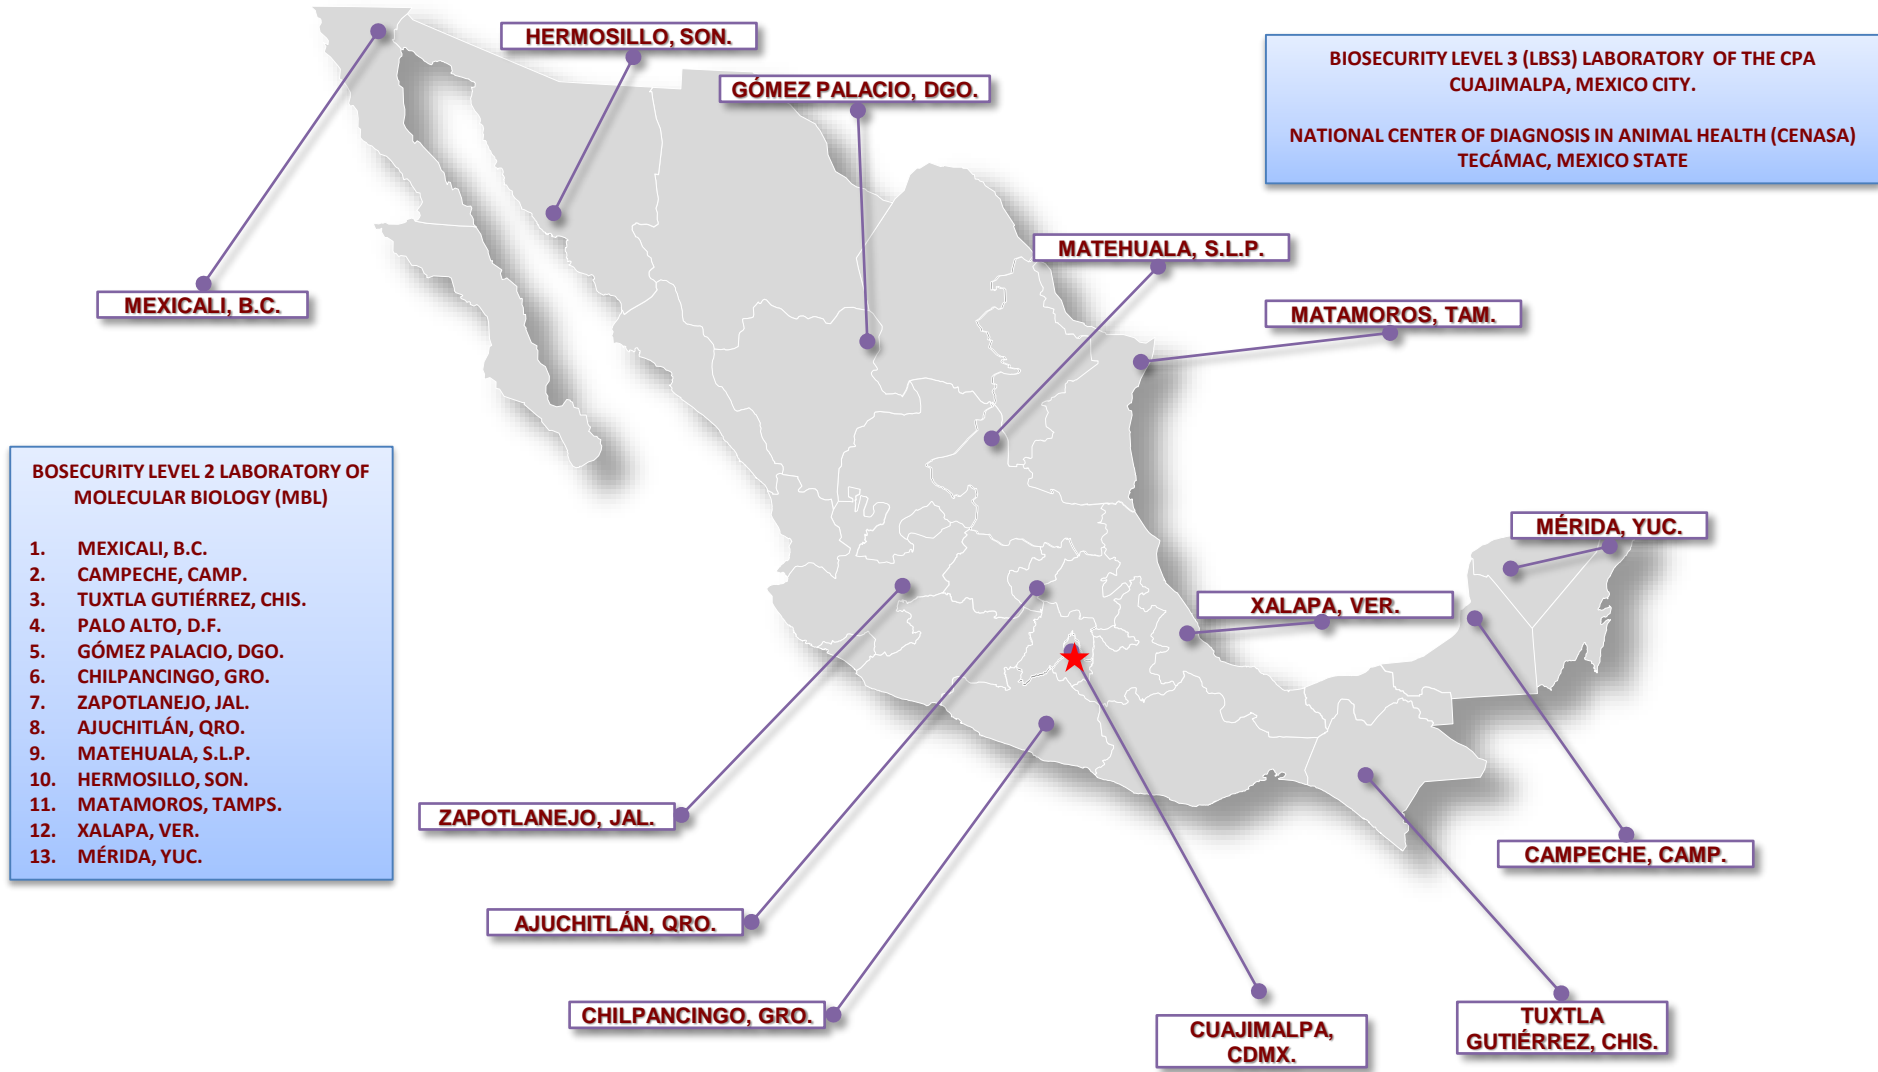 HERMOSILLO, SON.
GÓMEZ PALACIO, DGO.
BIOSECURITY LEVEL 3 (LBS3) LABORATORY OF THE CPA
CUAJIMALPA, MEXICO CITY.
NATIONAL CENTER OF DIAGNOSIS IN ANIMAL HEALTH (CENASA)
TECÁMAC, MEXICO STATE
MATEHUALA, S.L.P.
MEXICALI, B.C.
MATAMOROS, TAM.
BOSECURITY LEVEL 2 LABORATORY OF
MOLECULAR BIOLOGY (MBL)
1. MEXICALI, B.C.
2. CAMPECHE, CAMP.
3. TUXTLA GUTIÉRREZ, CHIS.
4. PALO ALTO, D.F.
5. GÓMEZ PALACIO, DGO.
6. CHILPANCINGO, GRO.
7. ZAPOTLANEJO, JAL.
8. AJUCHITLÁN, QRO.
9. MATEHUALA, S.L.P.
10. HERMOSILLO, SON.
11. MATAMOROS, TAMPS.
12. XALAPA, VER.
13. MÉRIDA, YUC.
MÉRIDA, YUC.
XALAPA, VER.
ZAPOTLANEJO, JAL.
CAMPECHE, CAMP.
AJUCHITLÁN, QRO.
CHILPANCINGO, GRO.
CUAJIMALPA,
CDMX.
TUXTLA
GUTIÉRREZ, CHIS.